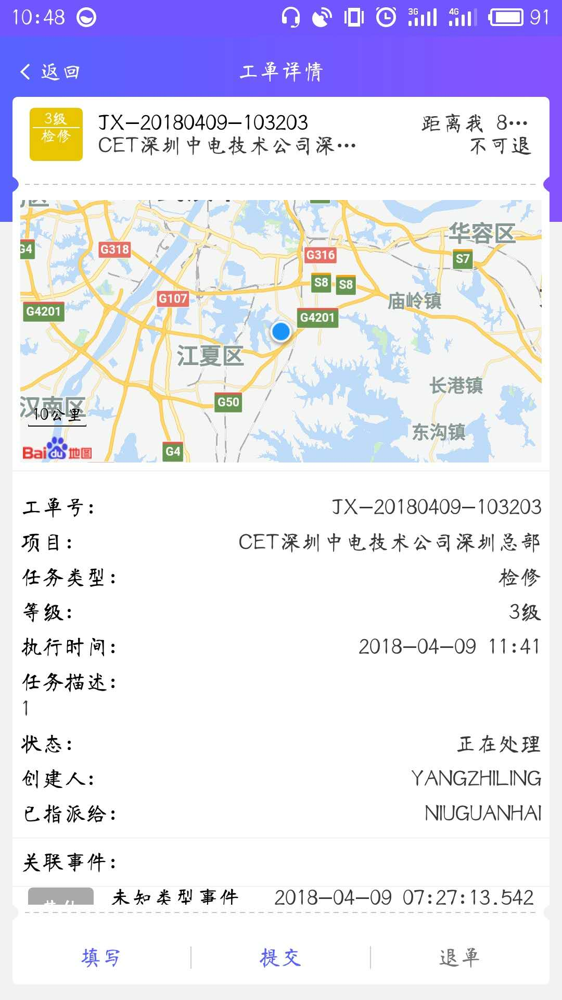 10:48 3G 4G 91
返回 工单详情
3级
检修
JX-20180409-103203 距离我 8···
CET深圳中电技术公司深··· 不可退
华容区
G4 G318 G316 S7
S8 S8
G107 庙岭镇
G4201 G4201
江夏区
长港镇
G50
汉南区
10公里
东沟镇
Baidu地图 G4
工单号: JX-20180409-103203
项目: CET深圳中电技术公司深圳总部
任务类型: 检修
等级: 3级
执行时间: 2018-04-09 11:41
任务描述:
1
状态: 正在处理
创建人: YANGZHILING
已指派给: NIUGUANHAI
关联事件:
未知类型事件 2018-04-09 07:27:13.542
填写 提交 退单